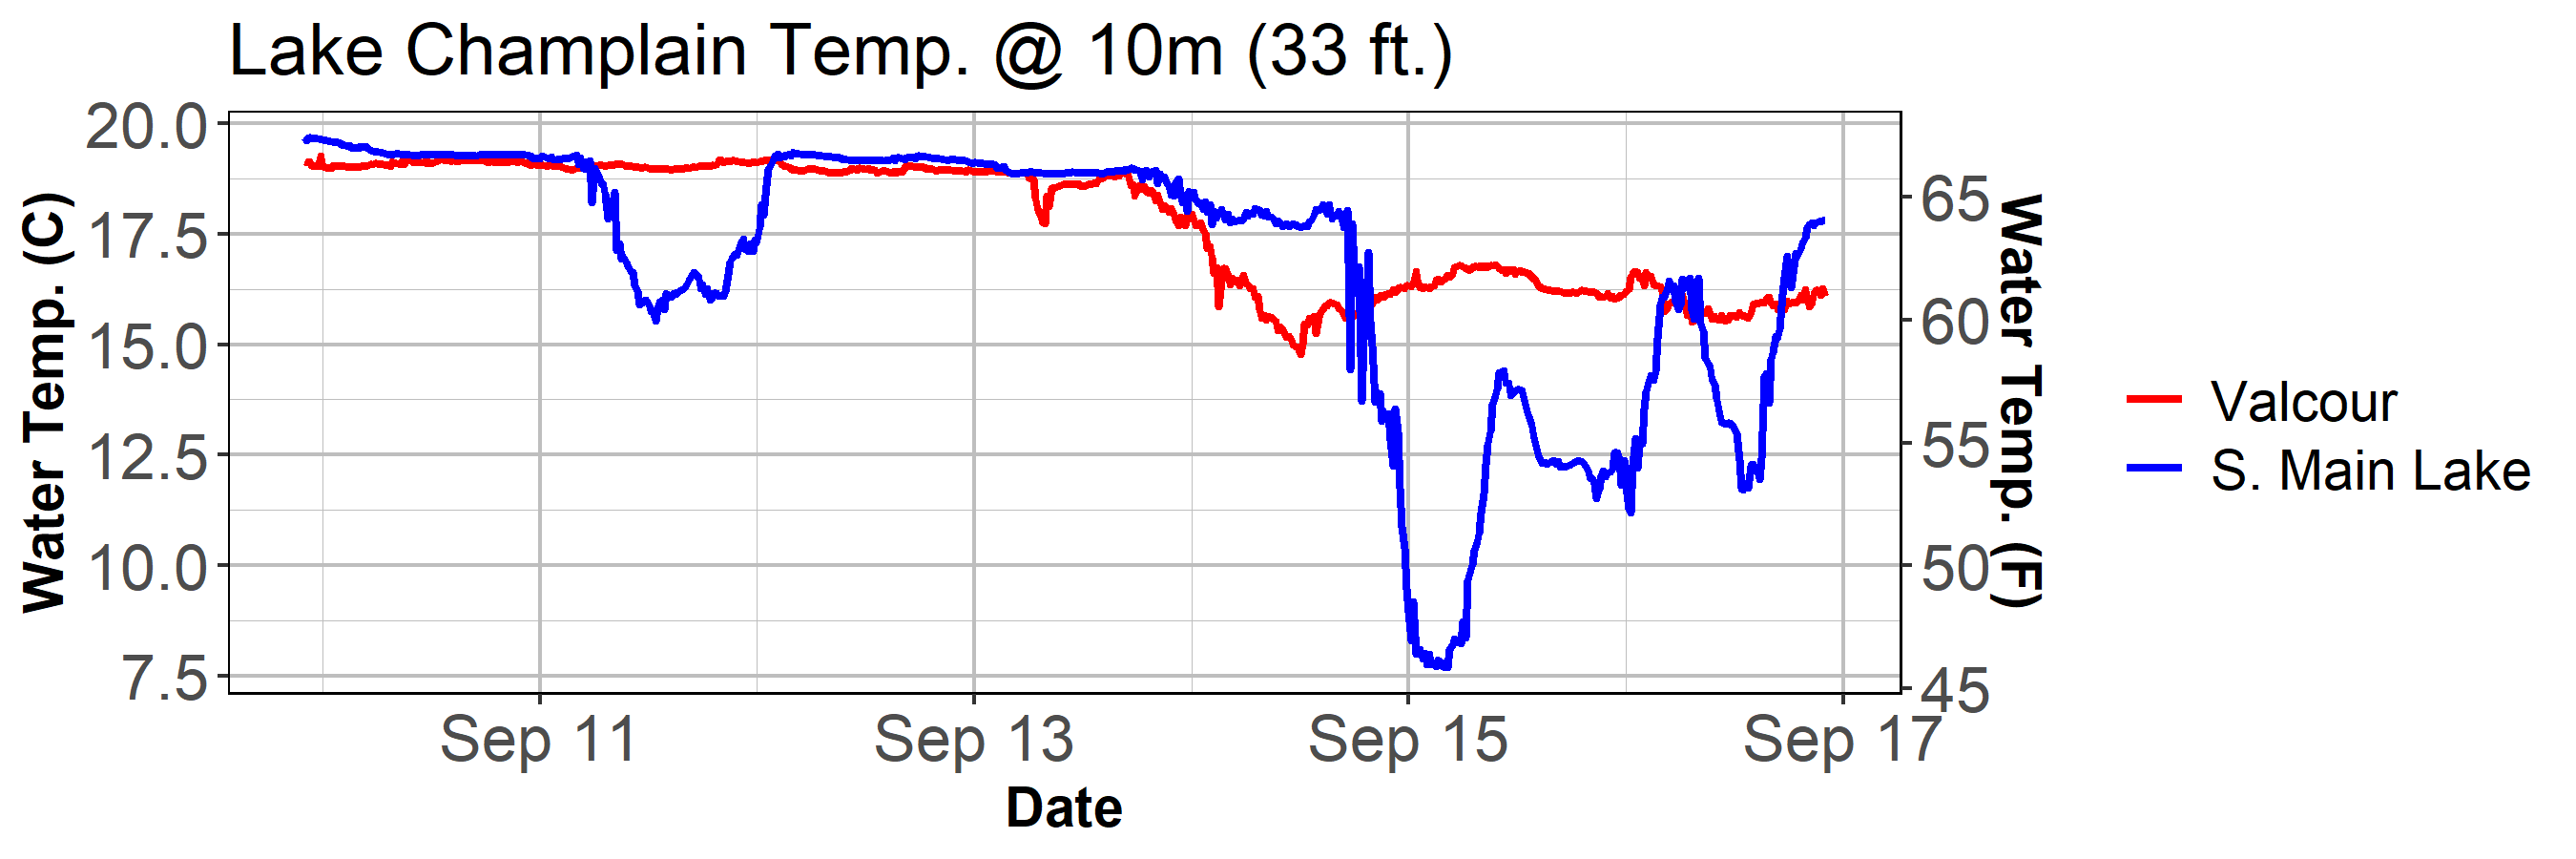 Lake Champlain Temp. @ 10m (33 ft.)
Water Temp. (C)
20.0
17.5
15.0
12.5
10.0
7.5
65
60
55
50
45
Water Temp. (F)
Sep 11
Sep 13
Sep 15
Sep 17
Date
Valcour
S. Main Lake